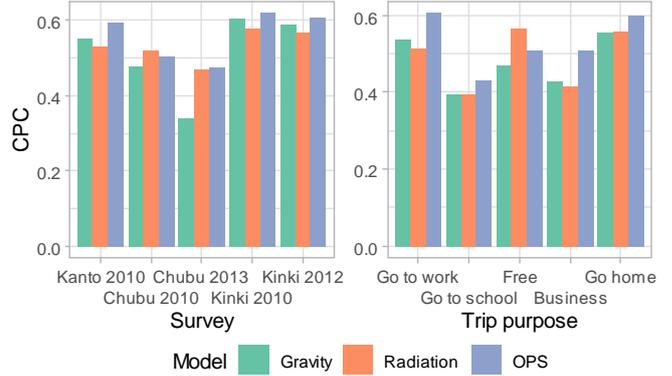 CPC
0.6
0.4
0.2
0.0
Kanto 2010 Chubu 2013 Kinki 2012
Chubu 2010 Kinki 2010
Survey
0.6
0.4
0.2
0.0
Go to work Free Go home
Go to school Business
Trip purpose
Model Gravity Radiation OPS